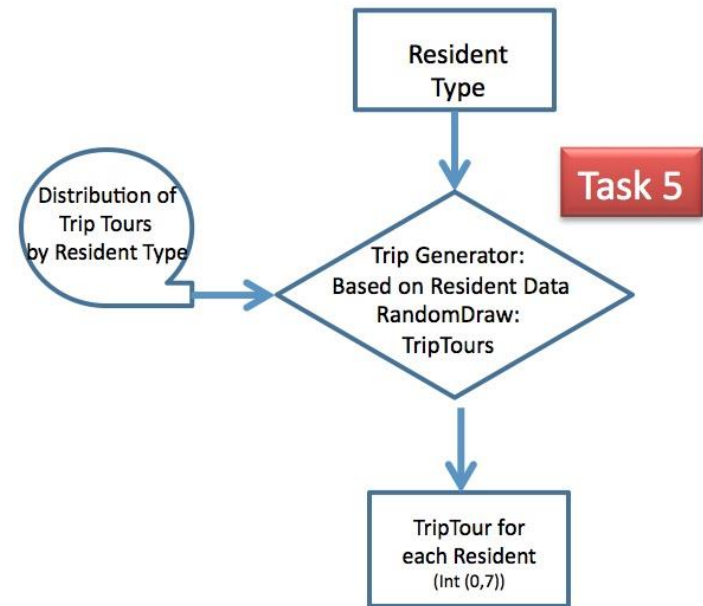 Resident
Type
Task 5
Distribution of
Trip Tours
by Resident Type
Trip Generator:
Based on Resident Data
RandomDraw:
TripTours
TripTour for
each Resident
(Int (0,7))